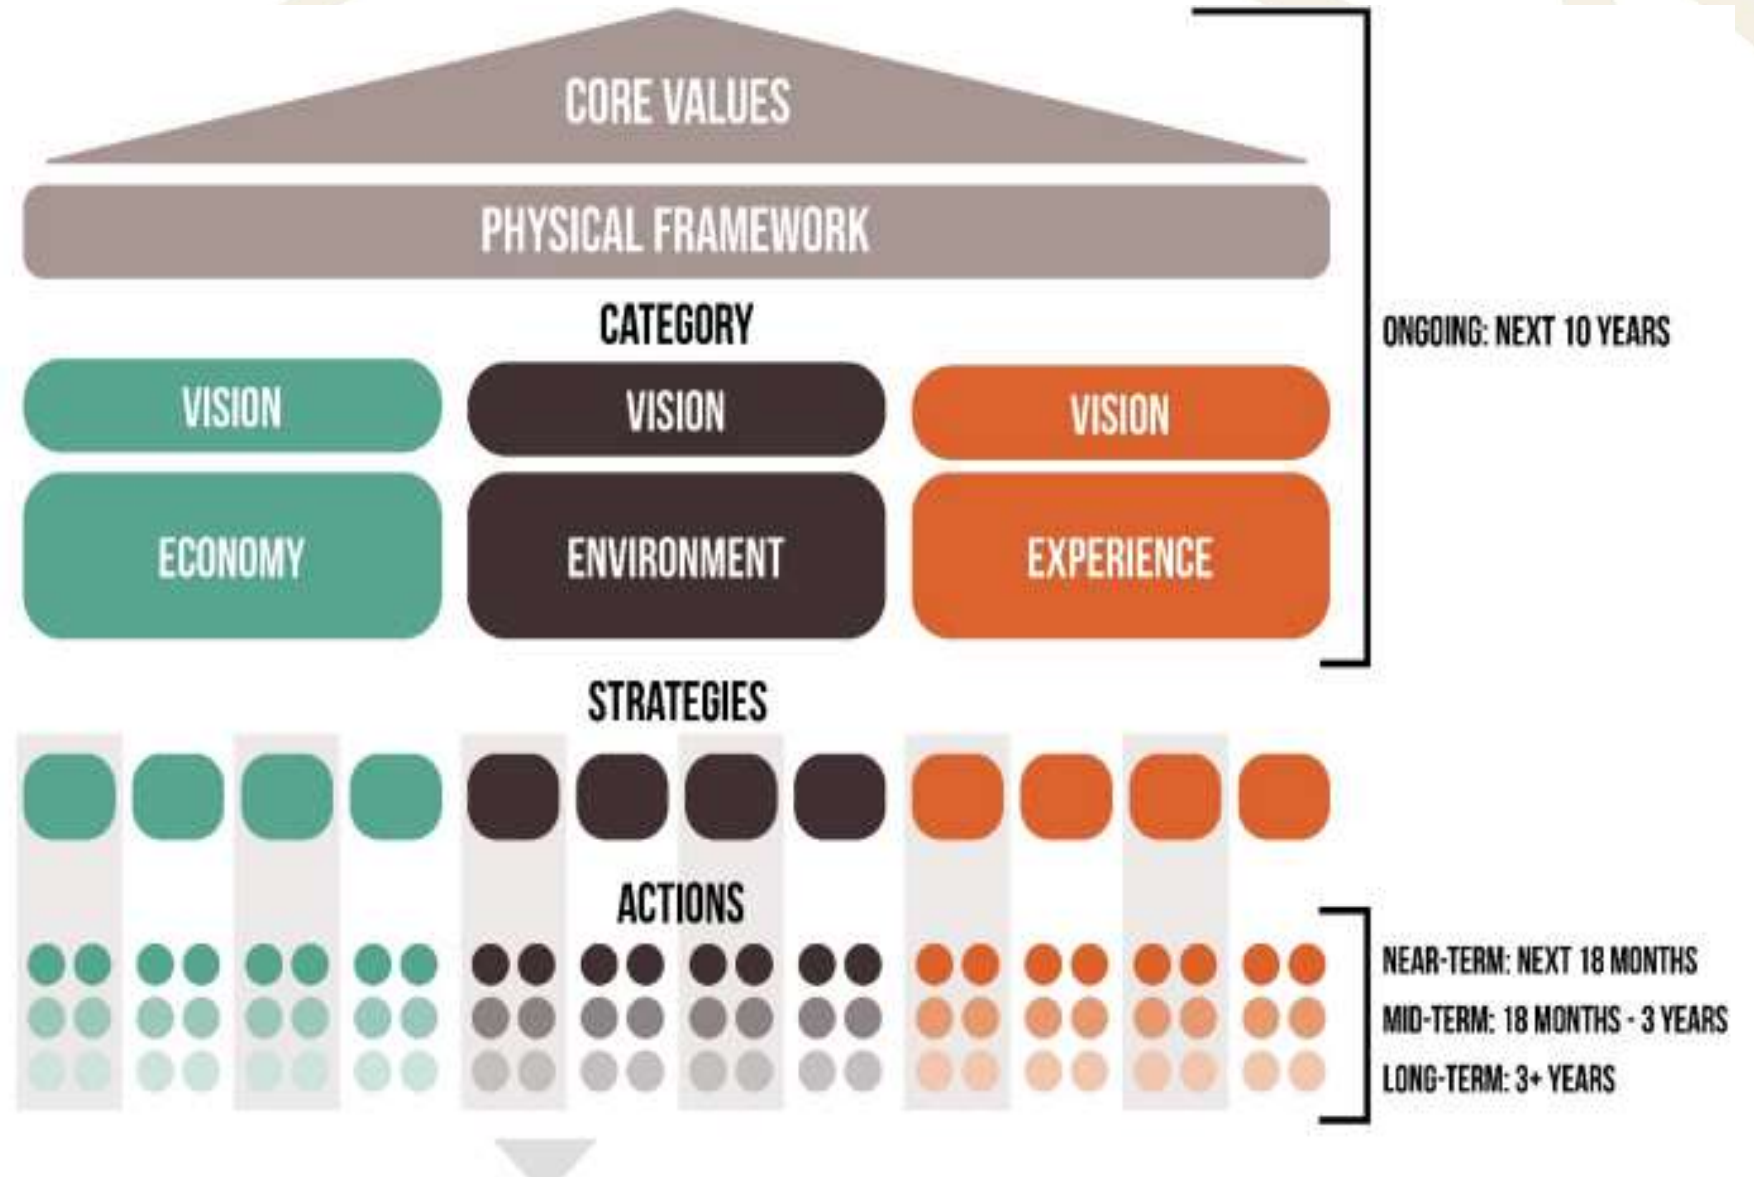 CORE VALUES
PHYSICAL FRAMEWORK
CATEGORY
VISION
VISION
VISION
ECONOMY
ENVIRONMENT
EXPERIENCE
ONGOING: NEXT 10 YEARS
STRATEGIES
ACTIONS
NEAR-TERM: NEXT 18 MONTHS
MID-TERM: 18 MONTHS - 3 YEARS
LONG-TERM: 3+ YEARS